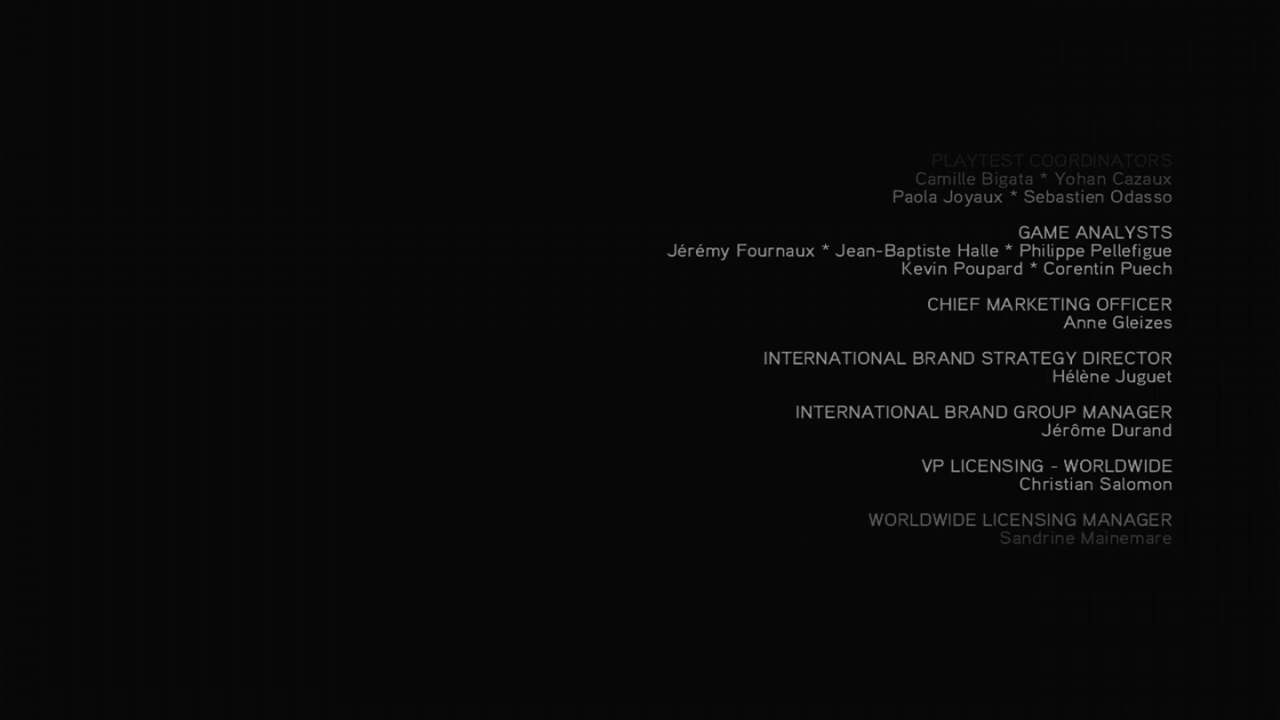 PLAYTEST COORDINATORS
Camille Bigata * Yohan Cazaux
Paola Joyaux * Sebastien Odasso
GAME ANALYSTS
Jérémy Fournaux * Jean-Baptiste Halle * Philippe Pellefigue
Kevin Poupard * Corentin Puech
CHIEF MARKETING OFFICER
Anne Gleizes
INTERNATIONAL BRAND STRATEGY DIRECTOR
Hélène Juguet
INTERNATIONAL BRAND GROUP MANAGER
Jérôme Durand
VP LICENSING - WORLDWIDE
Christian Salomon
WORLDWIDE LICENSING MANAGER
Sandrine Mainemare